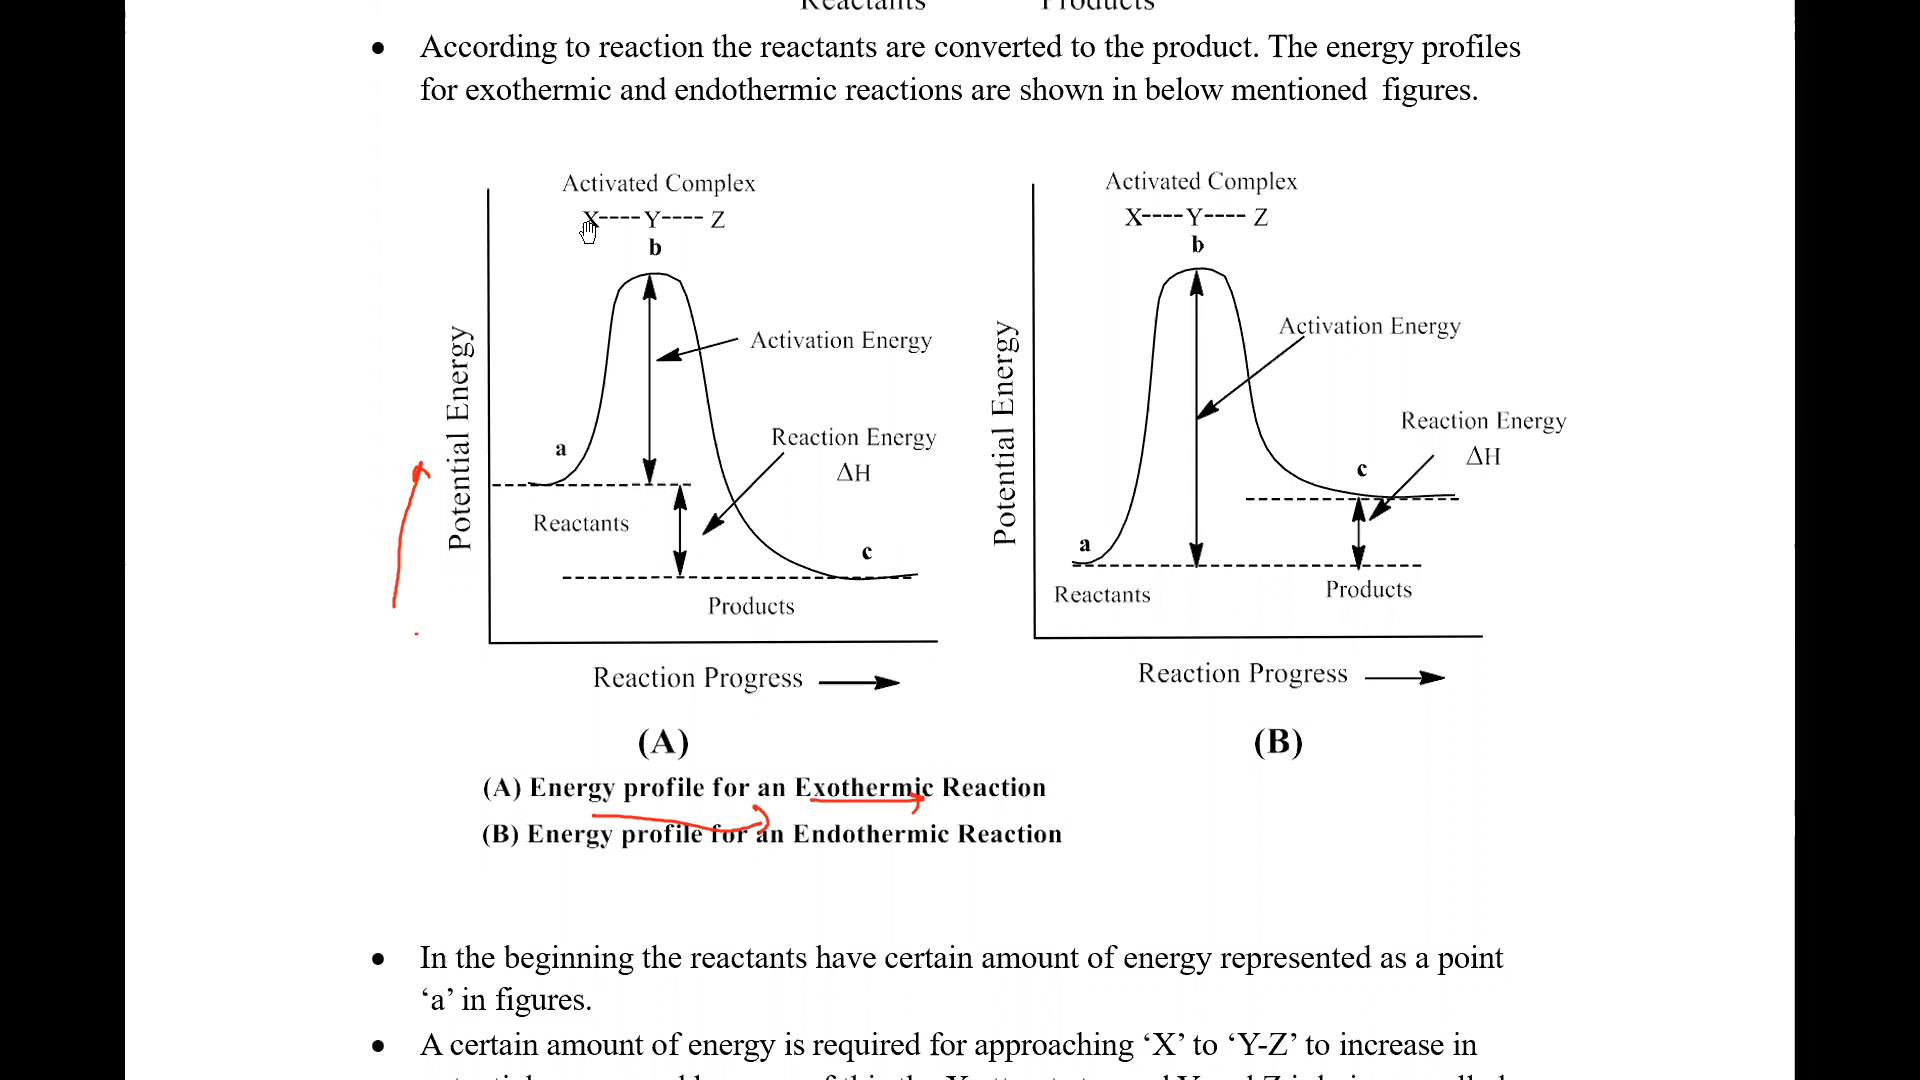 Reactants Products
• According to reaction the reactants are converted to the product. The energy profiles
for exothermic and endothermic reactions are shown in below mentioned figures.
Activated Complex
X----Y---- Z
b
Activation Energy
Reaction Energy
ΔH
a
Reactants
c
Products
Potential Energy
Reaction Progress
(A)
Activated Complex
X----Y---- Z
b
Activation Energy
Reaction Energy
ΔH
c
a
Reactants
Products
Potential Energy
Reaction Progress
(B)
(A) Energy profile for an Exothermic Reaction
(B) Energy profile for an Endothermic Reaction
• In the beginning the reactants have certain amount of energy represented as a point
‘a’ in figures.
• A certain amount of energy is required for approaching ‘X’ to ‘Y-Z’ to increase in